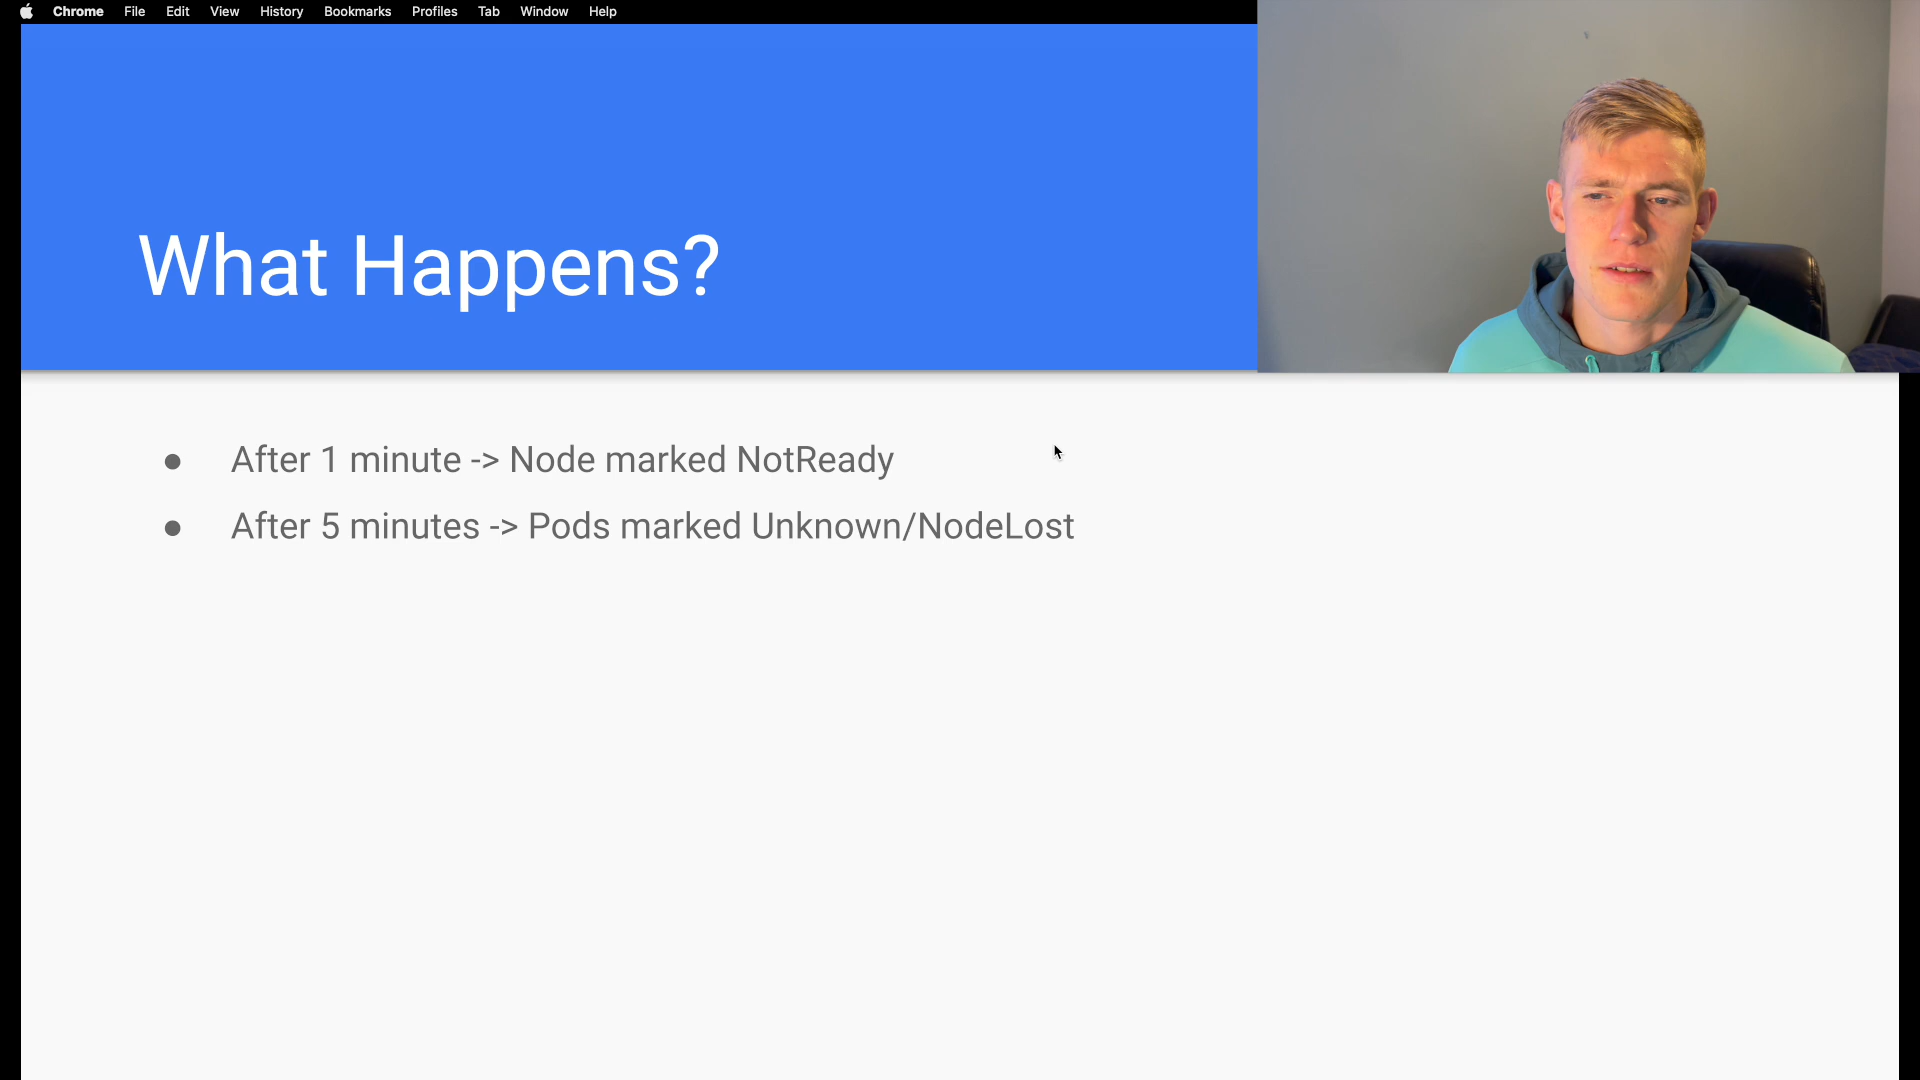 Chrome File Edit View History Bookmarks Profiles Tab Window Help
What Happens?
● After 1 minute -> Node marked NotReady
● After 5 minutes -> Pods marked Unknown/NodeLost